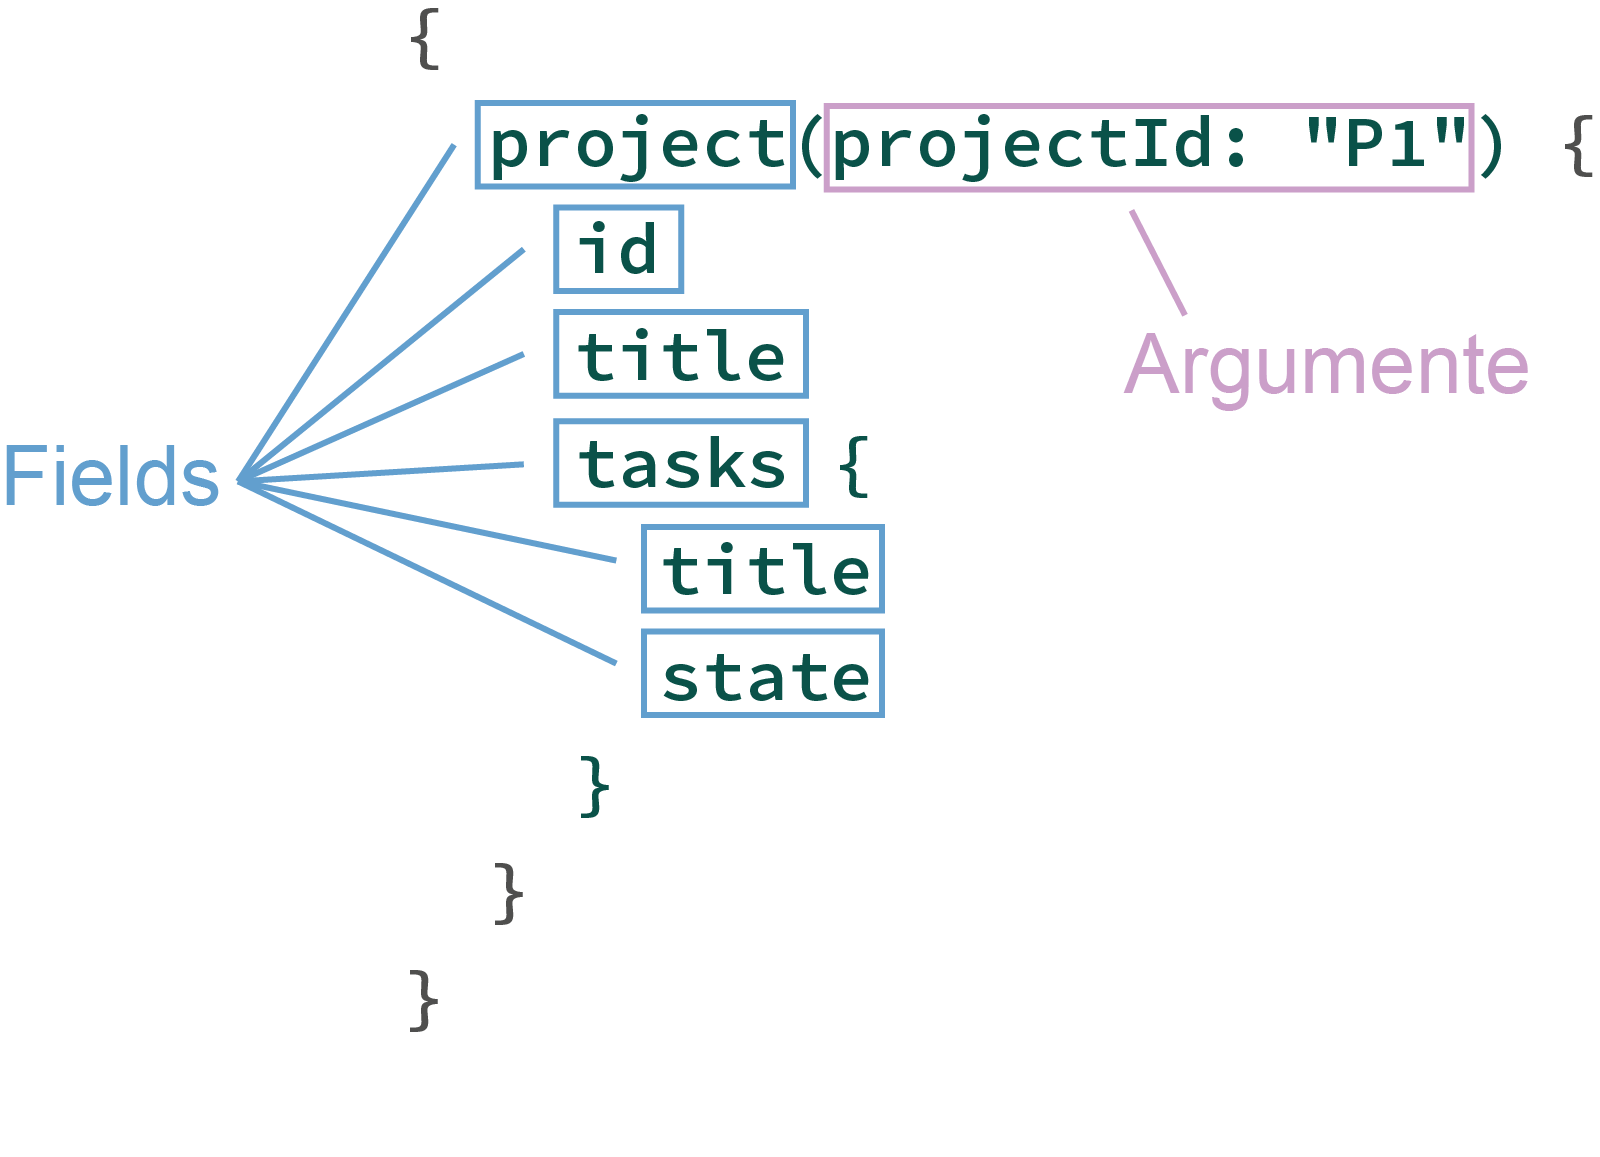 {
project(projectId: "P1") {
id
title
Argumente
tasks {
Fields
title
state
}
}
}